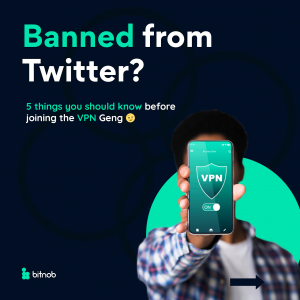 Banned from
Twitter?
5 things you should know before
joining the VPN Geng 😉
VPN
ON
bitnob